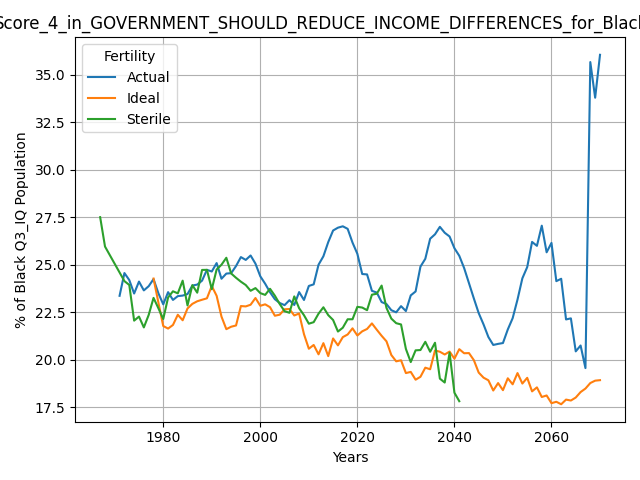 Score_4_in_GOVERNMENT_SHOULD_REDUCE_INCOME_DIFFERENCES_for_Black
Fertility
Actual
Ideal
Sterile
% of Black Q3_IQ Population
35.0
32.5
30.0
27.5
25.0
22.5
20.0
17.5
1980
2000
2020
2040
2060
Years